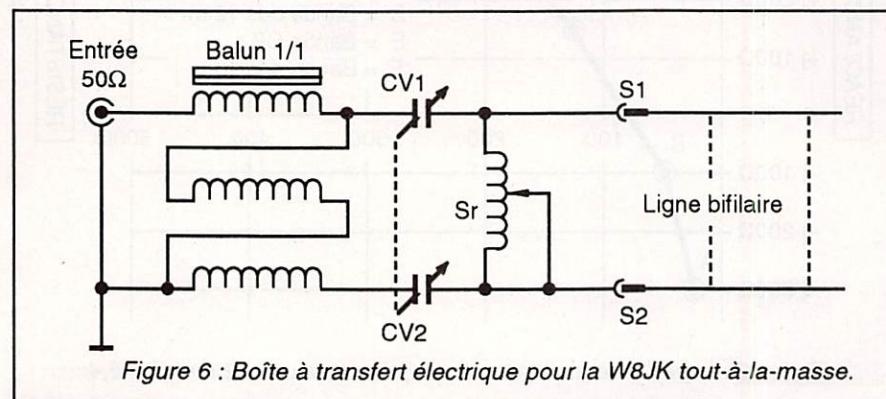 Entrée
50Ω
Balun 1/1
CV1
S1
Sr
Ligne bifilaire
CV2
S2
Figure 6 : Boîte à transfert électrique pour la W8JK tout-à-la-masse.